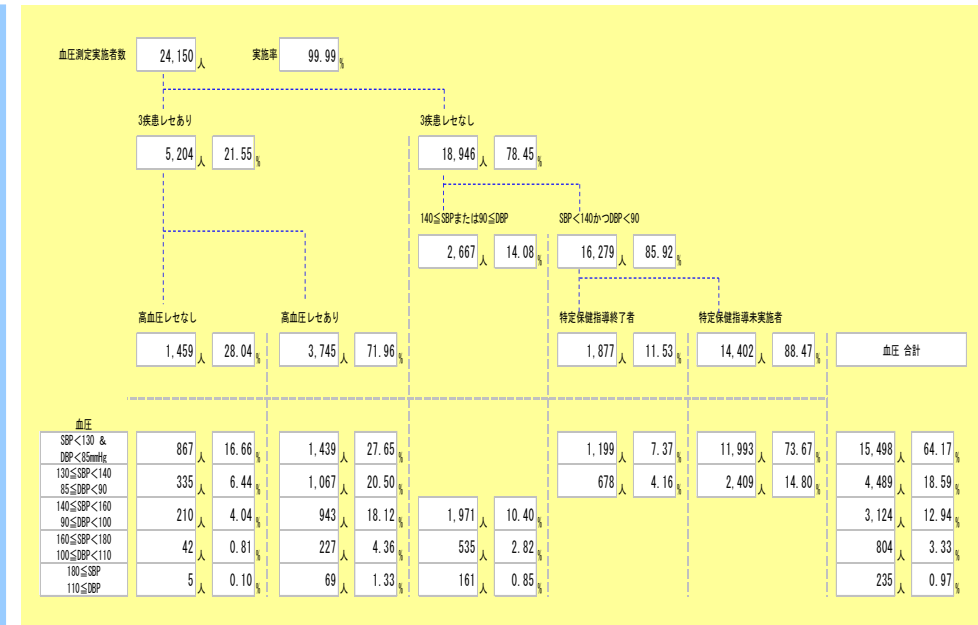 血圧測定実施者数 24,150 人 実施率 99.99 %
3疾患レセあり 3疾患レセなし
5,204 人 21.55 % 18,946 人 78.45 %
140≦SBPまたは90≦DBP SBP<140かつDBP<90
2,667 人 14.08 % 16,279 人 85.92 %
高血圧レセなし 高血圧レセあり 特定保健指導終了者 特定保健指導未実施者
1,459 人 28.04 % 3,745 人 71.96 % 1,877 人 11.53 % 14,402 人 88.47 % 血圧 合計
血圧
SBP<130 &
DBP<85mmHg
867 人 16.66 % 1,439 人 27.65 % 1,199 人 7.37 % 11,993 人 73.67 % 15,498 人 64.17 %
130≦SBP<140
85≦DBP<90
335 人 6.44 % 1,067 人 20.50 % 678 人 4.16 % 2,409 人 14.80 % 4,489 人 18.59 %
140≦SBP<160
90≦DBP<100
210 人 4.04 % 943 人 18.12 % 1,971 人 10.40 % 3,124 人 12.94 %
160≦SBP<180
100≦DBP<110
42 人 0.81 % 227 人 4.36 % 535 人 2.82 % 804 人 3.33 %
180≦SBP
110≦DBP
5 人 0.10 % 69 人 1.33 % 161 人 0.85 % 235 人 0.97 %